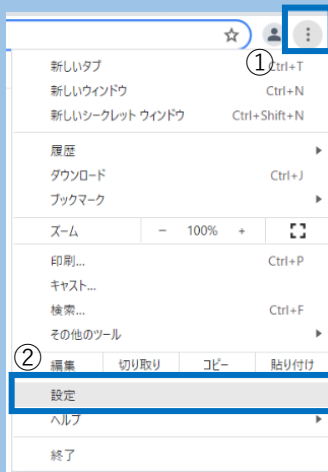 ①
新しいタブ Ctrl+T
新しいウィンドウ Ctrl+N
新しいシークレット ウィンドウ Ctrl+Shift+N
履歴
ダウンロード Ctrl+J
ブックマーク
ズーム － 100% +
印刷... Ctrl+P
キャスト...
検索... Ctrl+F
その他のツール
② 編集 切り取り コピー 貼り付け
設定
ヘルプ
終了